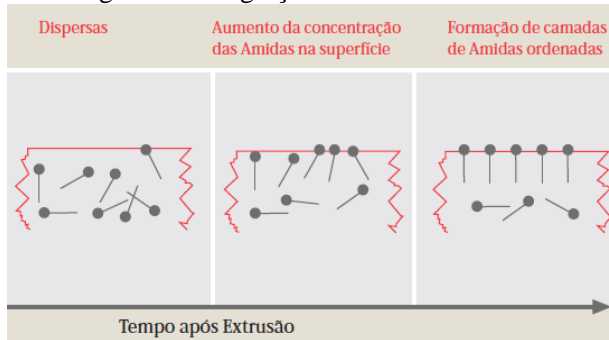 Dispersas
Aumento da concentração
das Amidas na superfície
Formação de camadas
de Amidas ordenadas
Tempo após Extrusão